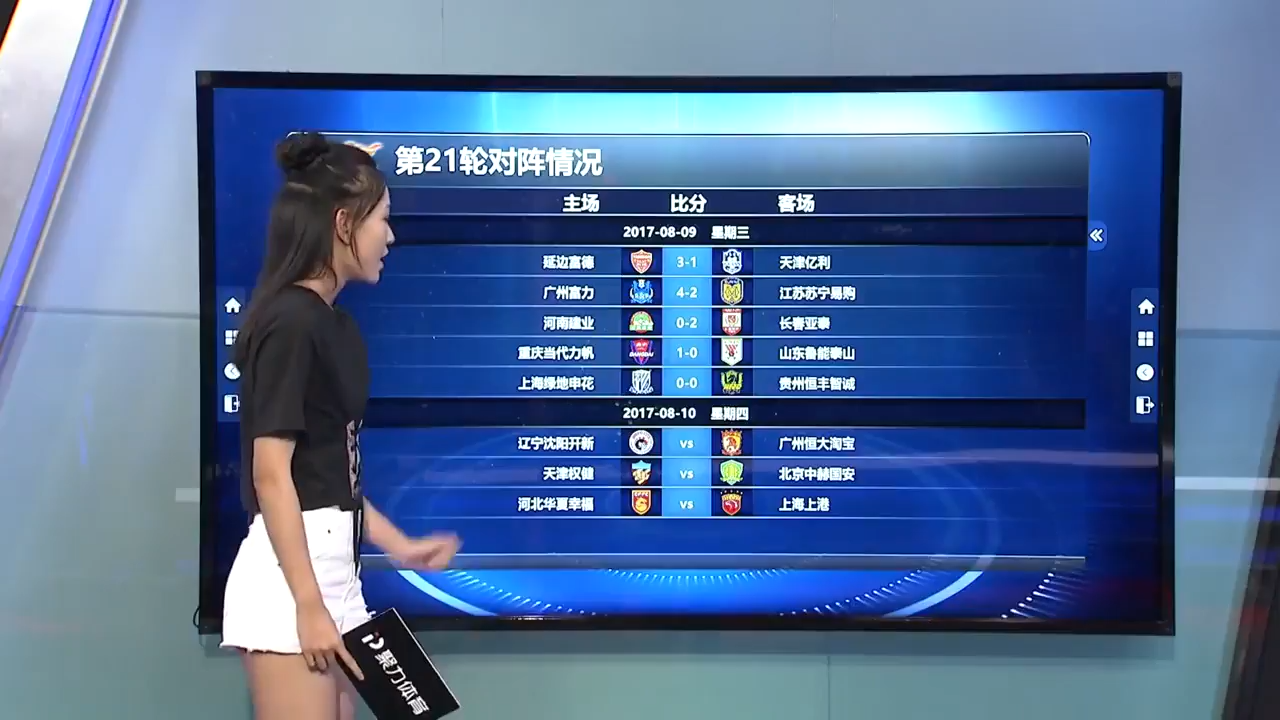 第21轮对阵情况
主场 比分 客场
2017-08-09 星期三
延边富德 3-1 天津亿利
广州富力 4-2 江苏苏宁易购
河南建业 0-2 长春亚泰
重庆当代力帆 1-0 山东鲁能泰山
上海绿地申花 0-0 贵州恒丰智诚
2017-08-10 星期四
辽宁沈阳开新 vs 广州恒大淘宝
天津权健 vs 北京中赫国安
河北华夏幸福 vs 上海上港
聚力体育